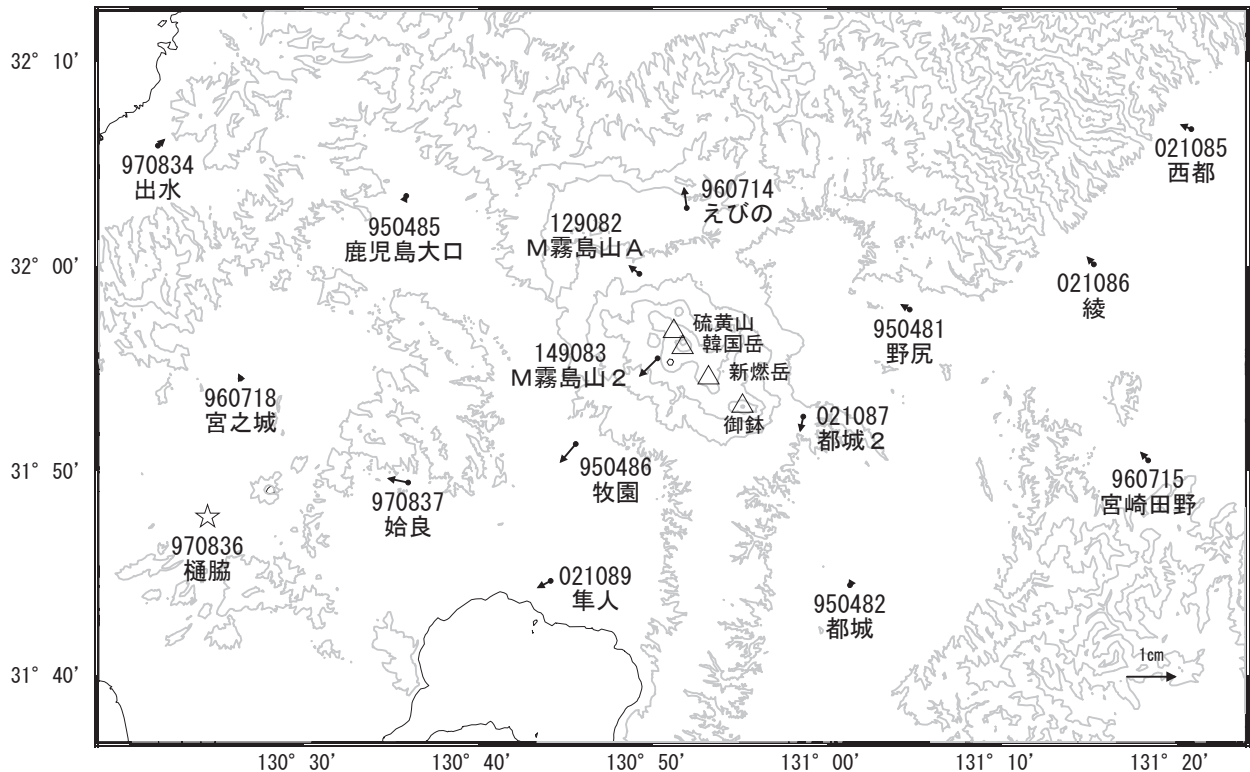 32° 10′
970834
出水
021085
西都
960714
えびの
950485
鹿児島大口
129082
M霧島山A
32° 00′
021086
綾
950481
野尻
硫黄山
韓国岳
149083
M霧島山2
新燃岳
960718
宮之城
御鉢
021087
都城2
31° 50′
950486
牧園
960715
宮崎田野
970837
姶良
970836
樋脇
021089
隼人
950482
都城
1cm
31° 40′
130° 30′
130° 40′
130° 50′
131° 00′
131° 10′
131° 20′